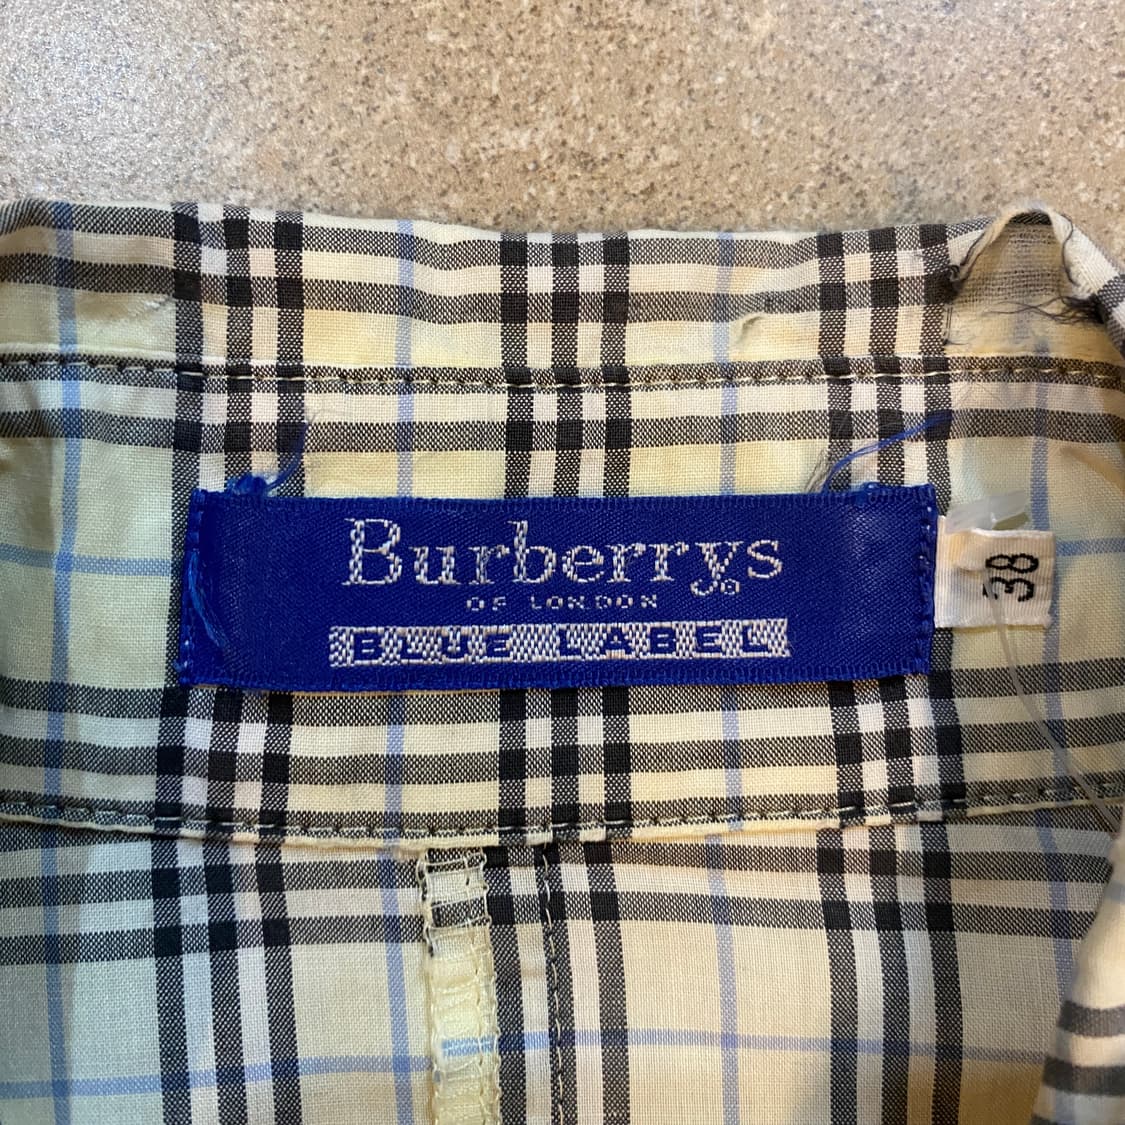 Burberrys
OF LONDON
BLUE LABEL
38